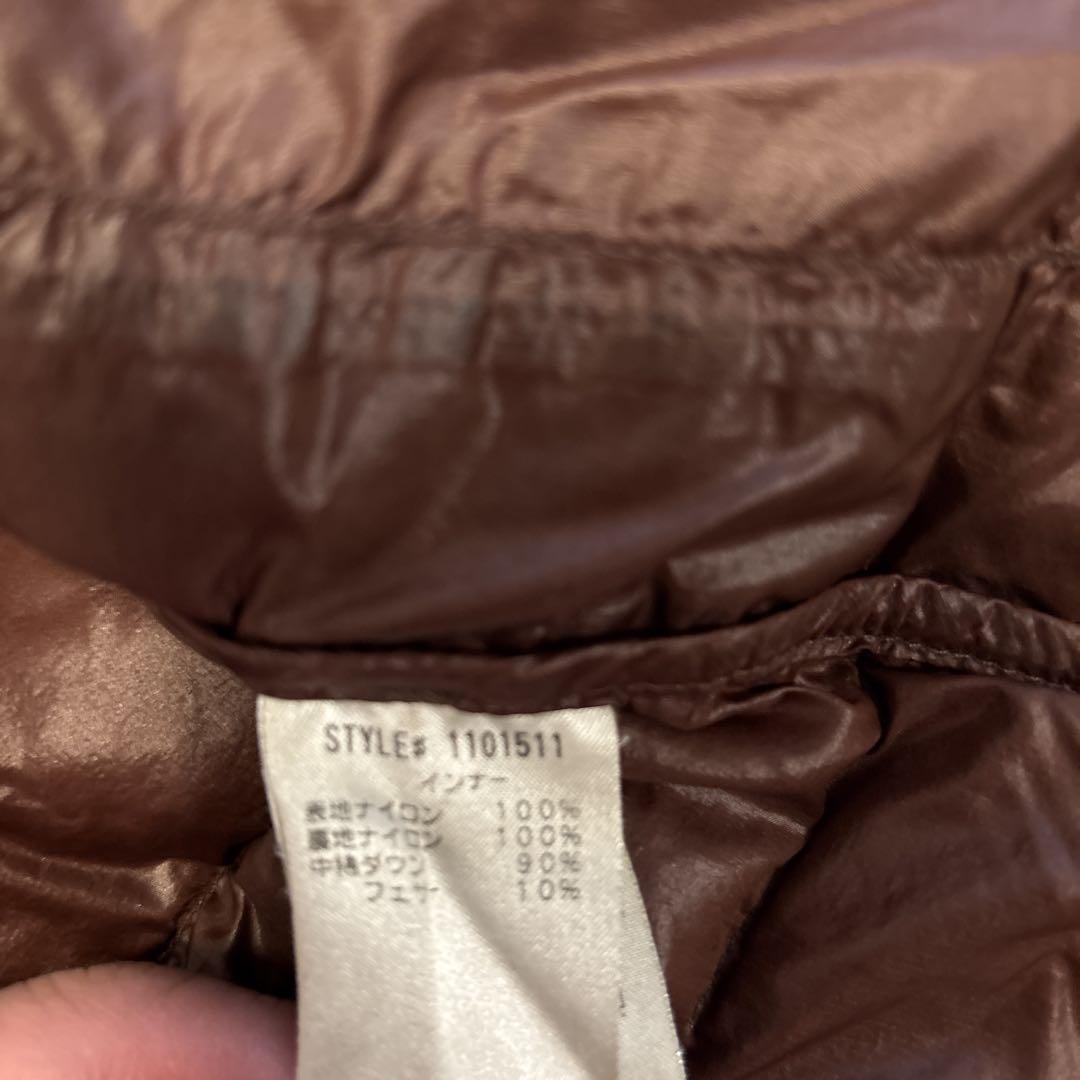 STYLE# 1101511
インナー
表地ナイロン 100%
裏地ナイロン 100%
中綿ダウン 90%
フェザー 10%